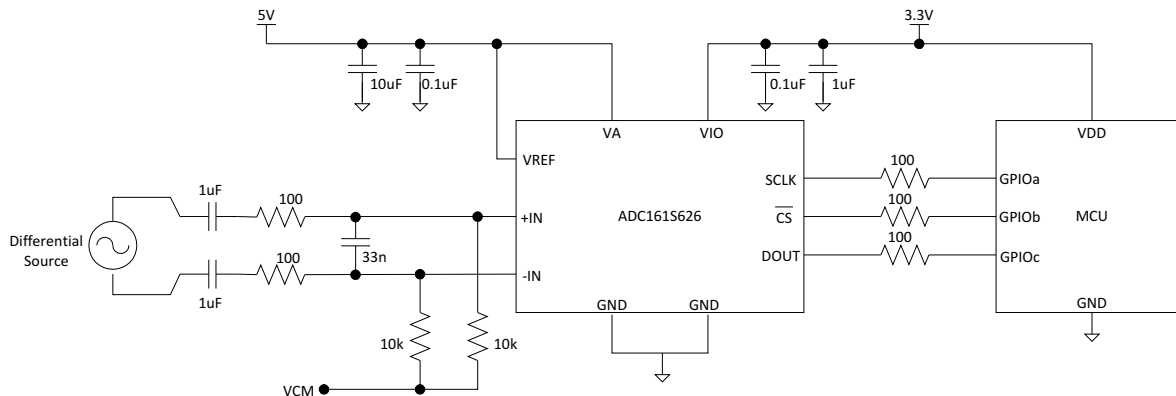 5V
3.3V
10uF
0.1uF
0.1uF
1uF
VA
VIO
VDD
VREF
SCLK
100
GPIOa
1uF
100
+IN
ADC161S626
CS
100
GPIOb
MCU
Differential
Source
33n
DOUT
100
GPIOc
100
-IN
1uF
GND
GND
GND
10k
10k
VCM